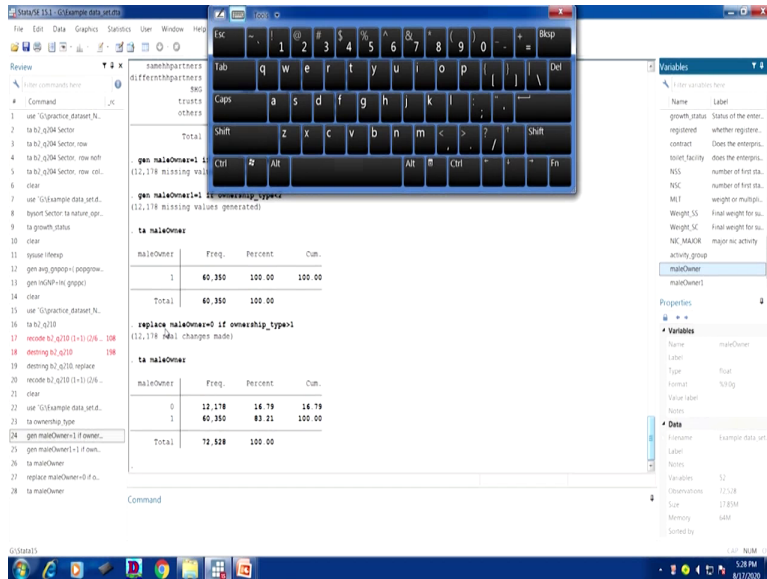 Stata/SE 15.1 - G:\Example data_set.dta
File Edit Data Graphics Statistics User Window Help
Review
Filter commands here
# Command _rc
1 use "G:\practice_dataset_N...
2 ta b2_q204 Sector
3 ta b2_q204 Sector, row
4 ta b2_q204 Sector, row nofr
5 ta b2_q204 Sector, row col...
6 clear
7 use "G:\Example data_set.d...
8 bysort Sector: ta nature_opr...
9 ta growth_status
10 clear
11 sysuse lifeexp
12 gen avg_gnpop=( popgrow...
13 gen lnGNP=ln( gnppc)
14 clear
15 use "G:\practice_dataset_N...
16 ta b2_q210
17 recode b2_q210 (1=1) (2/6... 108
18 destring b2_q210 198
19 destring b2_q210, replace
20 recode b2_q210 (1=1) (2/6...
21 clear
22 use "G:\Example data_set.d...
23 ta ownership_type
24 gen maleOwner=1 if owner...
25 gen maleOwner1=1 if own...
26 ta maleOwner
27 replace maleOwner=0 if o...
28 ta maleOwner
samehhpartners
differnthhpartners
SHG
trusts
others
Total
. gen maleOwner=1 if
(12,178 missing valu
. gen maleOwner1=1 if ownership_type<2
(12,178 missing values generated)
. ta maleOwner
maleOwner Freq. Percent Cum.
1 60,350 100.00 100.00
Total 60,350 100.00
. replace maleOwner=0 if ownership_type>1
(12,178 real changes made)
. ta maleOwner
maleOwner Freq. Percent Cum.
0 12,178 16.79 16.79
1 60,350 83.21 100.00
Total 72,528 100.00
.
Command
Tools
Esc ~ ` ! 1 @ 2 # 3 $ 4 % 5 ^ 6 & 7 * 8 ( 9 ) 0 _ - + = Bksp
Tab q w e r t y u i o p { [ } ] | \ Del
Caps a s d f g h j k l : ; " '
Shift z x c v b n m < , > . ? / ↑ Shift
Ctrl Alt Alt Ctrl ← ↓ → Fn
Variables
Filter variables here
Name Label
growth_status Status of the enter...
registered whether registere...
contract Does the enterpris...
toilet_facility does the enterpris...
NSS number of first sta...
NSC number of first sta...
MLT weight or multipli...
Weight_SS Final weight for su...
Weight_SC Final weight for su...
NIC_MAJOR major nic activity
activity_group
maleOwner
maleOwner1
Properties
Variables
Name maleOwner
Label
Type float
Format %9.0g
Value label
Notes
Data
Filename Example data_set
Label
Notes
Variables 52
Observations 72,528
Size 17.85M
Memory 64M
Sorted by
G:\Stata15
CAP NUM
5:28 PM
8/17/2020